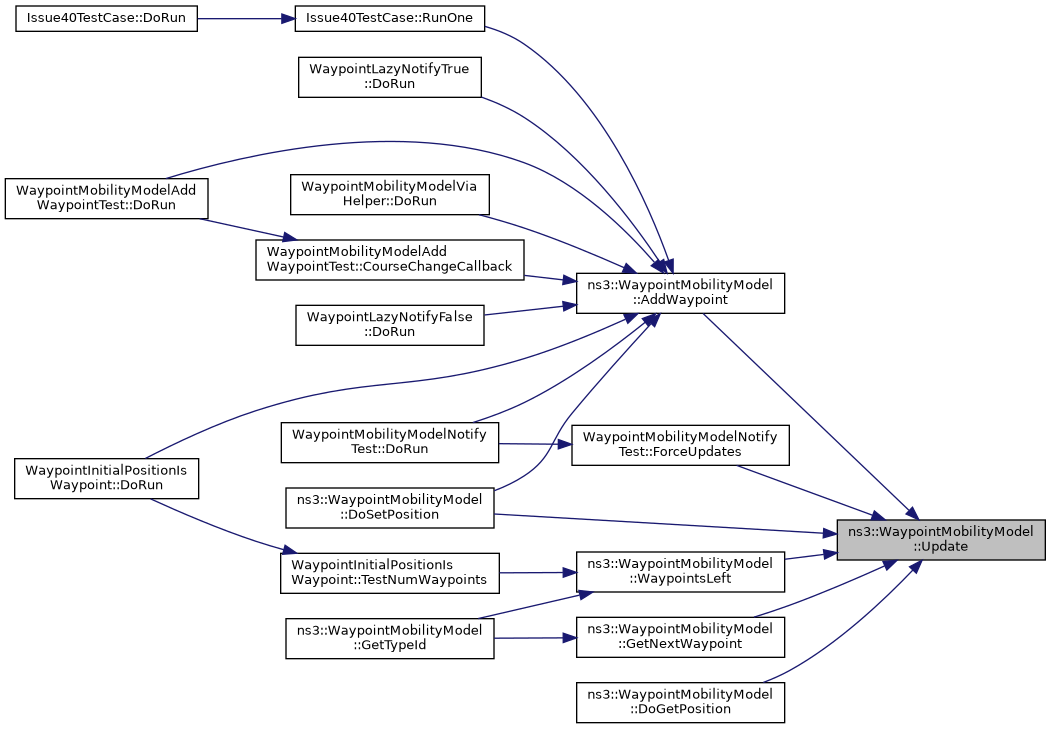 Issue40TestCase::DoRun
Issue40TestCase::RunOne
WaypointLazyNotifyTrue
::DoRun
WaypointMobilityModelAdd
WaypointTest::DoRun
WaypointMobilityModelVia
Helper::DoRun
WaypointMobilityModelAdd
WaypointTest::CourseChangeCallback
ns3::WaypointMobilityModel
::AddWaypoint
WaypointLazyNotifyFalse
::DoRun
WaypointMobilityModelNotify
Test::DoRun
WaypointMobilityModelNotify
Test::ForceUpdates
WaypointInitialPositionIs
Waypoint::DoRun
ns3::WaypointMobilityModel
::DoSetPosition
ns3::WaypointMobilityModel
::Update
WaypointInitialPositionIs
Waypoint::TestNumWaypoints
ns3::WaypointMobilityModel
::WaypointsLeft
ns3::WaypointMobilityModel
::GetTypeId
ns3::WaypointMobilityModel
::GetNextWaypoint
ns3::WaypointMobilityModel
::DoGetPosition